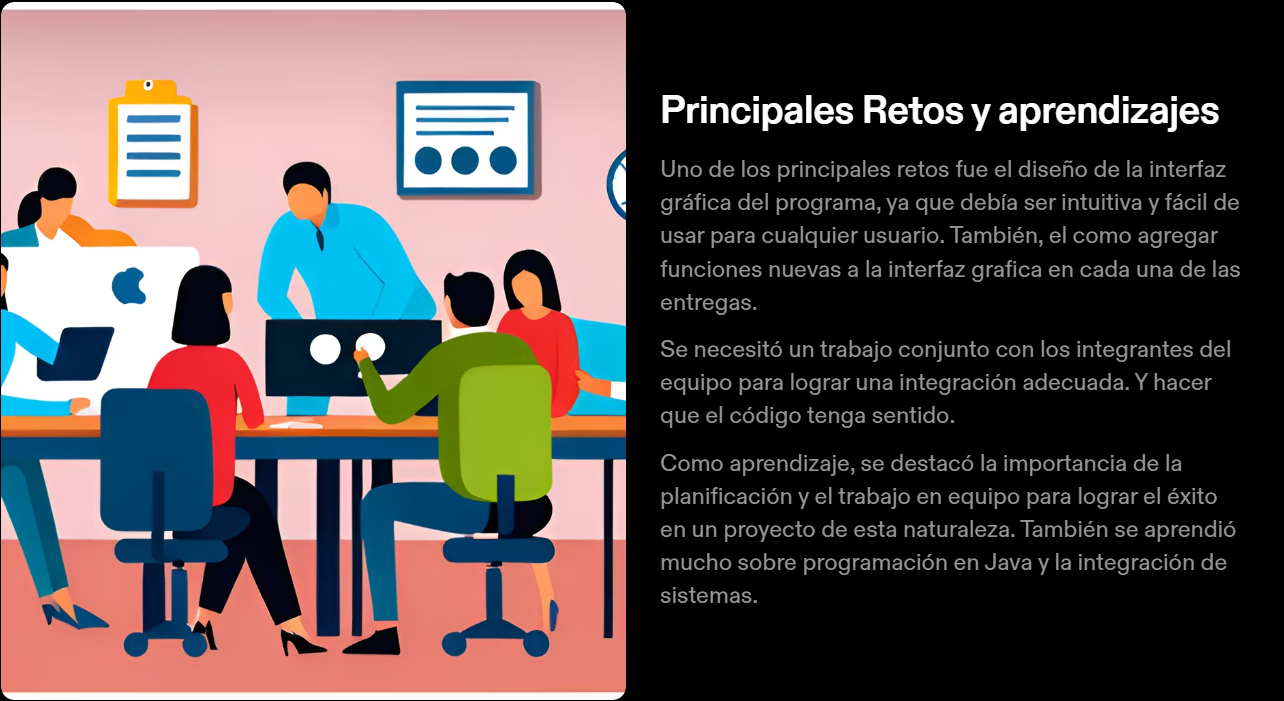 Principales Retos y aprendizajes
Uno de los principales retos fue el diseño de la interfaz
gráfica del programa, ya que debía ser intuitiva y fácil de
usar para cualquier usuario. También, el como agregar
funciones nuevas a la interfaz grafica en cada una de las
entregas.
Se necesitó un trabajo conjunto con los integrantes del
equipo para lograr una integración adecuada. Y hacer
que el código tenga sentido.
Como aprendizaje, se destacó la importancia de la
planificación y el trabajo en equipo para lograr el éxito
en un proyecto de esta naturaleza. También se aprendió
mucho sobre programación en Java y la integración de
sistemas.